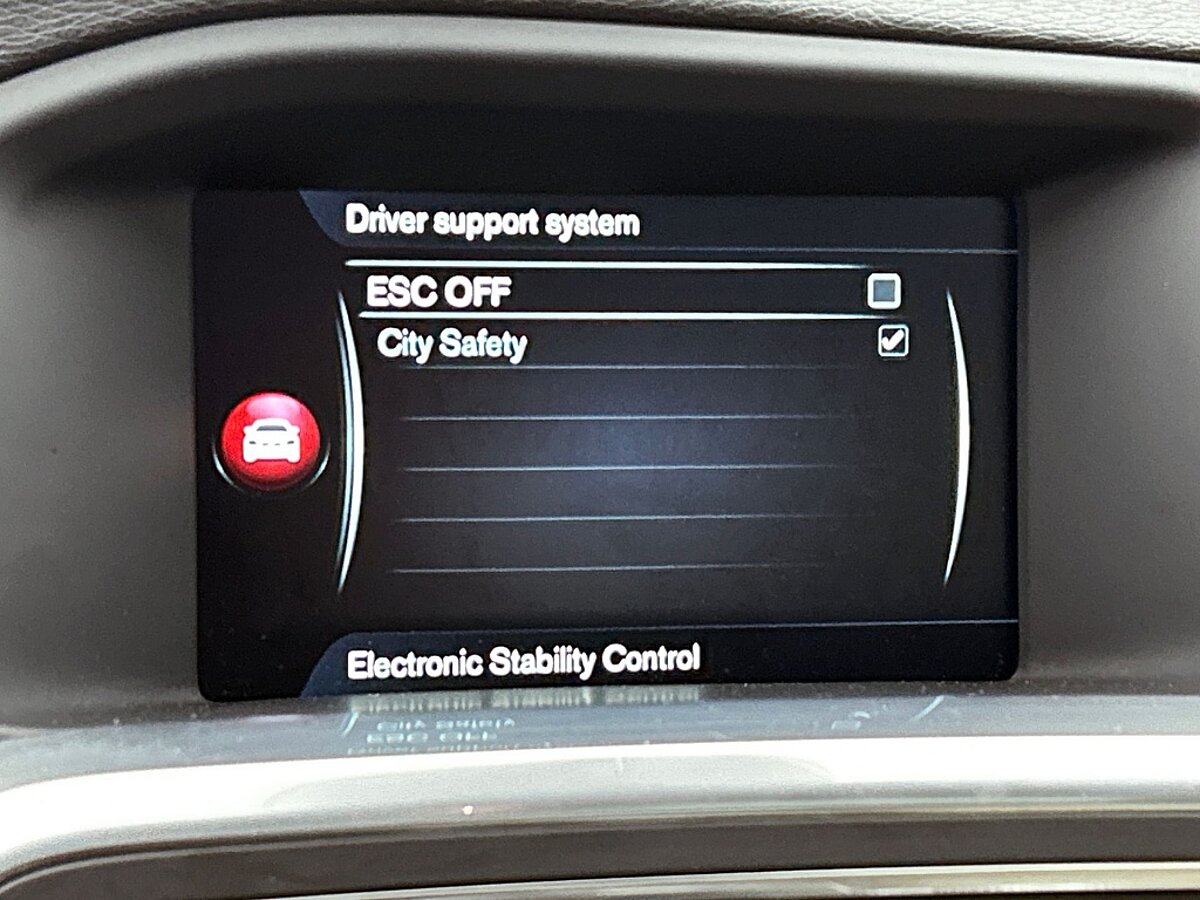 Driver support system
ESC OFF
City Safety
Electronic Stability Control